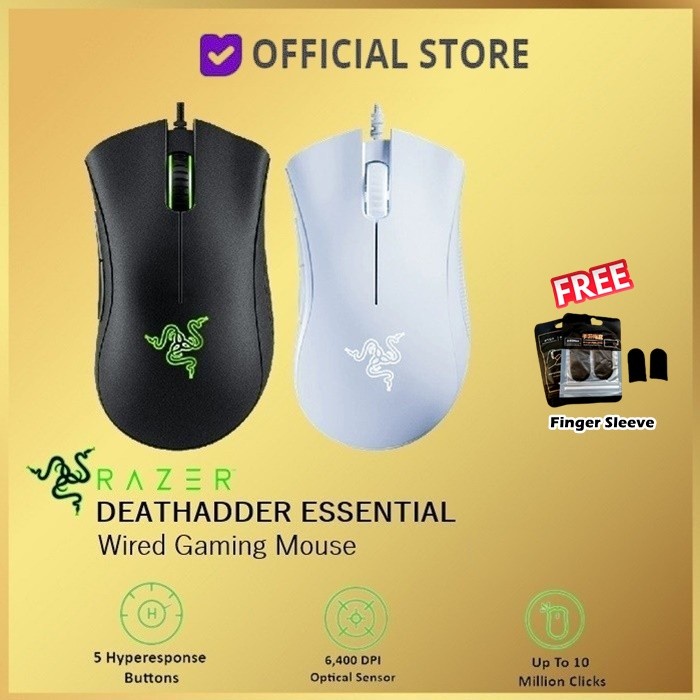 OFFICIAL STORE
FREE
Finger Sleeve
RAZER
DEATHADDER ESSENTIAL
Wired Gaming Mouse
H
5 Hyperesponse
Buttons
6,400 DPI
Optical Sensor
Up To 10
Million Clicks